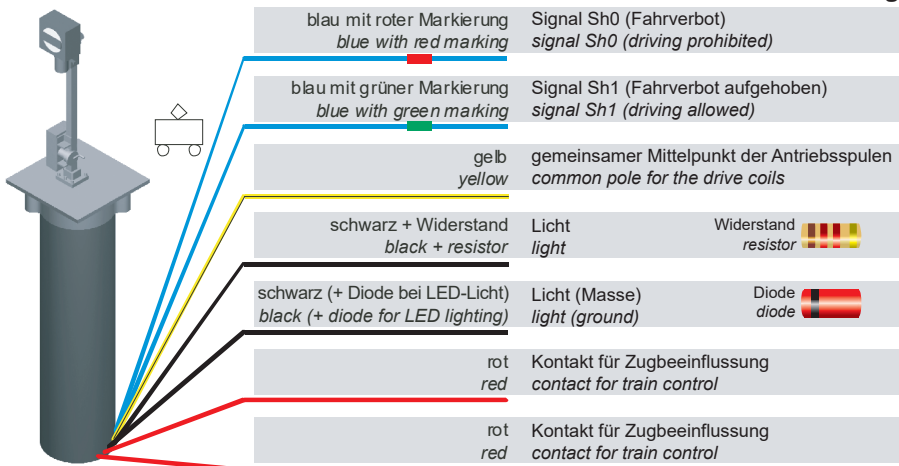 blau mit roter Markierung Signal Sh0 (Fahrverbot)
blue with red marking signal Sh0 (driving prohibited)
blau mit grüner Markierung Signal Sh1 (Fahrverbot aufgehoben)
blue with green marking signal Sh1 (driving allowed)
gelb gemeinsamer Mittelpunkt der Antriebsspulen
yellow common pole for the drive coils
schwarz + Widerstand Licht Widerstand
black + resistor light resistor
schwarz (+ Diode bei LED-Licht) Licht (Masse) Diode
black (+ diode for LED lighting) light (ground) diode
rot Kontakt für Zugbeeinflussung
red contact for train control
rot Kontakt für Zugbeeinflussung
red contact for train control